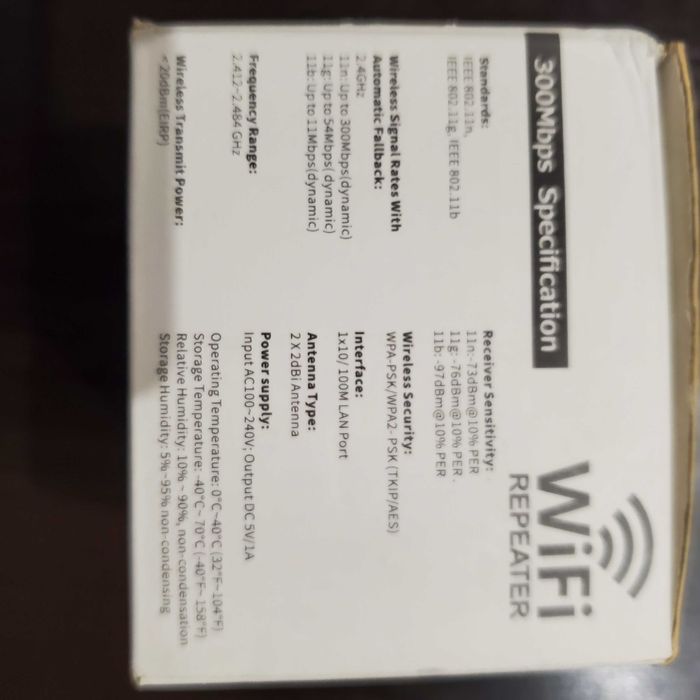 300Mbps Specification
WiFi
REPEATER
Standards:
IEEE 802.11n,
IEEE 802.11g, IEEE 802.11b
Wireless Signal Rates With
Automatic Fallback:
2.4GHz
11n: Up to 300Mbps(dynamic)
11g: Up to 54Mbps( dynamic)
11b: Up to 11Mbps(dynamic)
Frequency Range:
2.412~2.484 GHz
Wireless Transmit Power:
<20dBm(EIRP)
Receiver Sensitivity:
11n:-73dBm@10% PER
11g: -76dBm@10% PER .
11b: -97dBm@10% PER
Wireless Security:
WPA-PSK/WPA2- PSK (TKIP/AES)
Interface:
1x10/ 100M LAN Port
Antenna Type:
2 X 2dBi Antenna
Power supply:
Input AC100~240V; Output DC 5V/1A
Operating Temperature: 0°C~40°C (32°F~104°F)
Storage Temperature: -40°C~ 70°C (-40°F~ 158°F)
Relative Humidity: 10% ~ 90%, non-condensation
Storage Humidity: 5% ~95% non-condensing